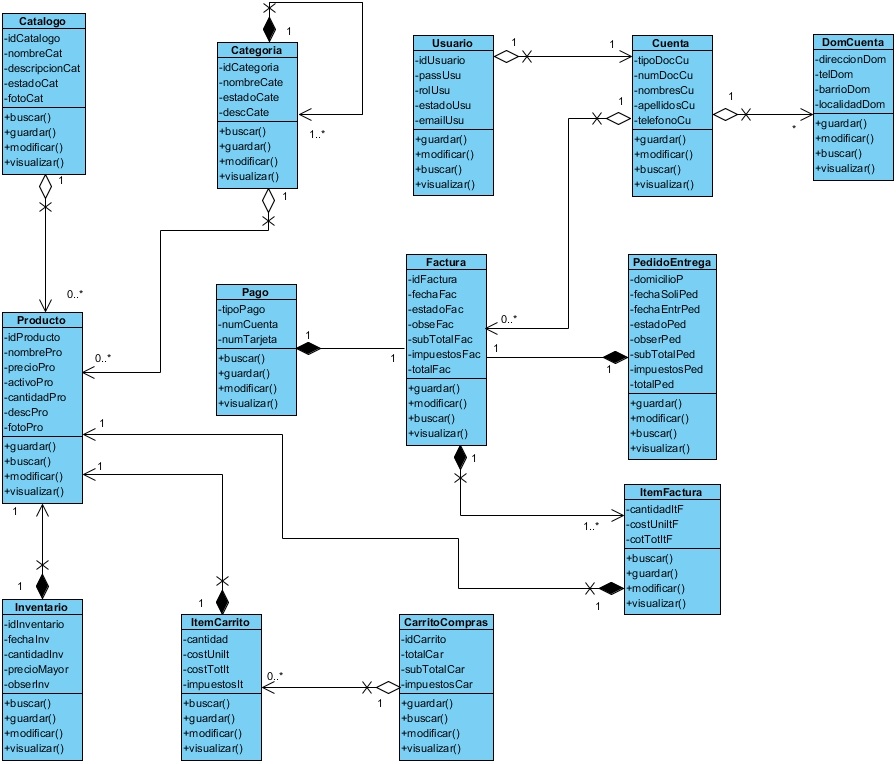 Catalogo
-idCatalogo
-nombreCat
-descripcionCat
-estadoCat
-fotoCat
+buscar()
+guardar()
+modificar()
+visualizar()
1
0..*
Categoria
-idCategoria
-nombreCate
-estadoCate
-descCate
+buscar()
+guardar()
+modificar()
+visualizar()
1
1..*
1
0..*
Usuario
-idUsuario
-passUsu
-rolUsu
-estadoUsu
-emailUsu
+guardar()
+modificar()
+buscar()
+visualizar()
1
1
Cuenta
-tipoDocCu
-numDocCu
-nombresCu
-apellidosCu
-telefonoCu
+guardar()
+modificar()
+buscar()
+visualizar()
1
0..*
1
*
DomCuenta
-direccionDom
-telDom
-barrioDom
-localidadDom
+guardar()
+modificar()
+buscar()
+visualizar()
Producto
-idProducto
-nombrePro
-precioPro
-activoPro
-cantidadPro
-descPro
-fotoPro
+guardar()
+buscar()
+modificar()
+visualizar()
1
1
1
Pago
-tipoPago
-numCuenta
-numTarjeta
+buscar()
+guardar()
+modificar()
+visualizar()
1
1
Factura
-idFactura
-fechaFac
-estadoFac
-obseFac
-subTotalFac
-impuestosFac
-totalFac
+guardar()
+modificar()
+buscar()
+visualizar()
1
1
1
1..*
PedidoEntrega
-domicilioP
-fechaSoliPed
-fechaEntrPed
-estadoPed
-obserPed
-subTotalPed
-impuestosPed
-totalPed
+guardar()
+modificar()
+buscar()
+visualizar()
ItemFactura
-cantidadItF
-costUniItF
-cotTotItF
+buscar()
+guardar()
+modificar()
+visualizar()
1
1
Inventario
-idInventario
-fechaInv
-cantidadInv
-precioMayor
-obserInv
+buscar()
+guardar()
+modificar()
+visualizar()
1
ItemCarrito
-cantidad
-costUniIt
-costTotIt
-impuestosIt
+buscar()
+guardar()
+modificar()
+visualizar()
0..*
1
CarritoCompras
-idCarrito
-totalCar
-subTotalCar
-impuestosCar
+guardar()
+buscar()
+modificar()
+visualizar()